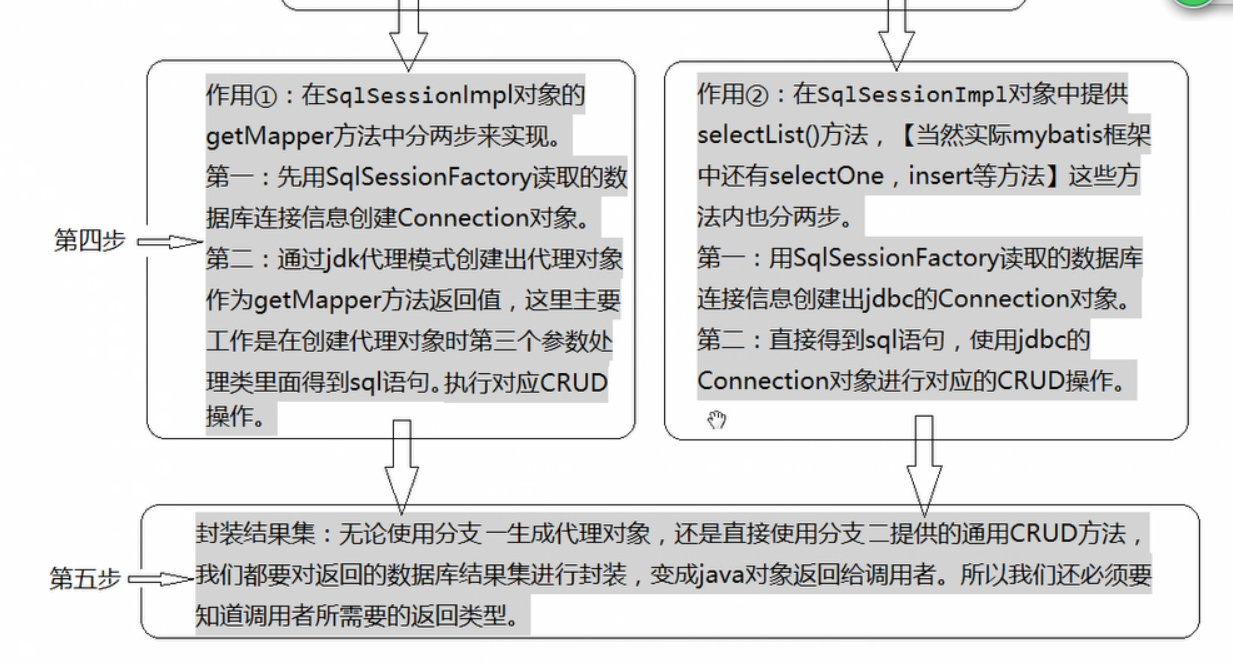 作用①：在SqlSessionImpl对象的
getMapper方法中分两步来实现。
第一：先用SqlSessionFactory读取的数
据库连接信息创建Connection对象。
第二：通过jdk代理模式创建出代理对象
作为getMapper方法返回值，这里主要
工作是在创建代理对象时第三个参数处
理类里面得到sql语句。执行对应CRUD
操作。
第四步
作用②：在SqlSessionImpl对象中提供
selectList()方法，【当然实际mybatis框架
中还有selectOne，insert等方法】这些方
法内也分两步。
第一：用SqlSessionFactory读取的数据库
连接信息创建出jdbc的Connection对象。
第二：直接得到sql语句，使用jdbc的
Connection对象进行对应的CRUD操作。
封装结果集：无论使用分支一生成代理对象，还是直接使用分支二提供的通用CRUD方法，
我们都要对返回的数据库结果集进行封装，变成java对象返回给调用者。所以我们还必须要
知道调用者所需要的返回类型。
第五步